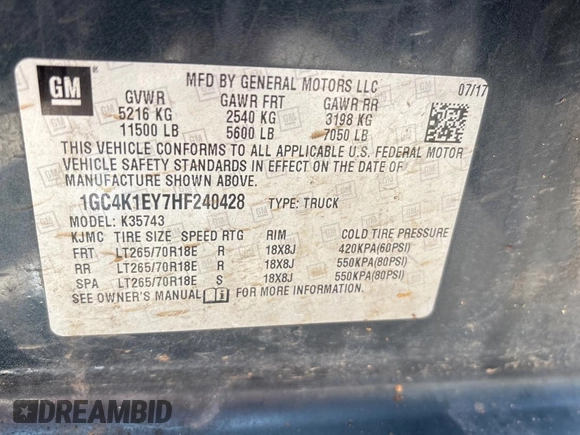 GM
MFD BY GENERAL MOTORS LLC
07/17
GVWR GAWR FRT GAWR RR
5216 KG 2540 KG 3198 KG
11500 LB 5600 LB 7050 LB
THIS VEHICLE CONFORMS TO ALL APPLICABLE U.S. FEDERAL MOTOR
VEHICLE SAFETY STANDARDS IN EFFECT ON THE DATE OF
MANUFACTURE SHOWN ABOVE.
1GC4K1EY7HF240428 TYPE: TRUCK
MODEL: K35743
KJMC TIRE SIZE SPEED RTG RIM COLD TIRE PRESSURE
FRT LT265/70R18E R 18X8J 420KPA(60PSI)
RR LT265/70R18E R 18X8J 550KPA(80PSI)
SPA LT265/70R18E S 18X8J 550KPA(80PSI)
SEE OWNER'S MANUAL FOR MORE INFORMATION.
DREAMBID